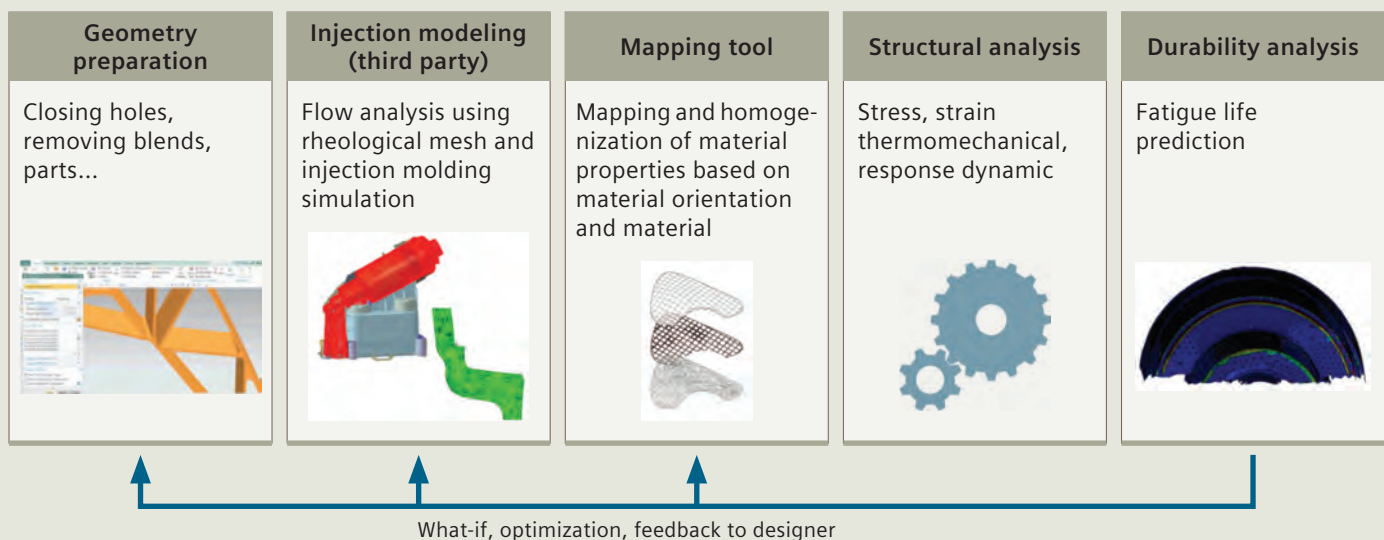 Geometry
preparation
Closing holes,
removing blends,
parts...
Injection modeling
(third party)
Flow analysis using
rheological mesh and
injection molding
simulation
Mapping tool
Mapping and homoge-
nization of material
properties based on
material orientation
and material
Structural analysis
Stress, strain
thermomechanical,
response dynamic
Durability analysis
Fatigue life
prediction
What-if, optimization, feedback to designer